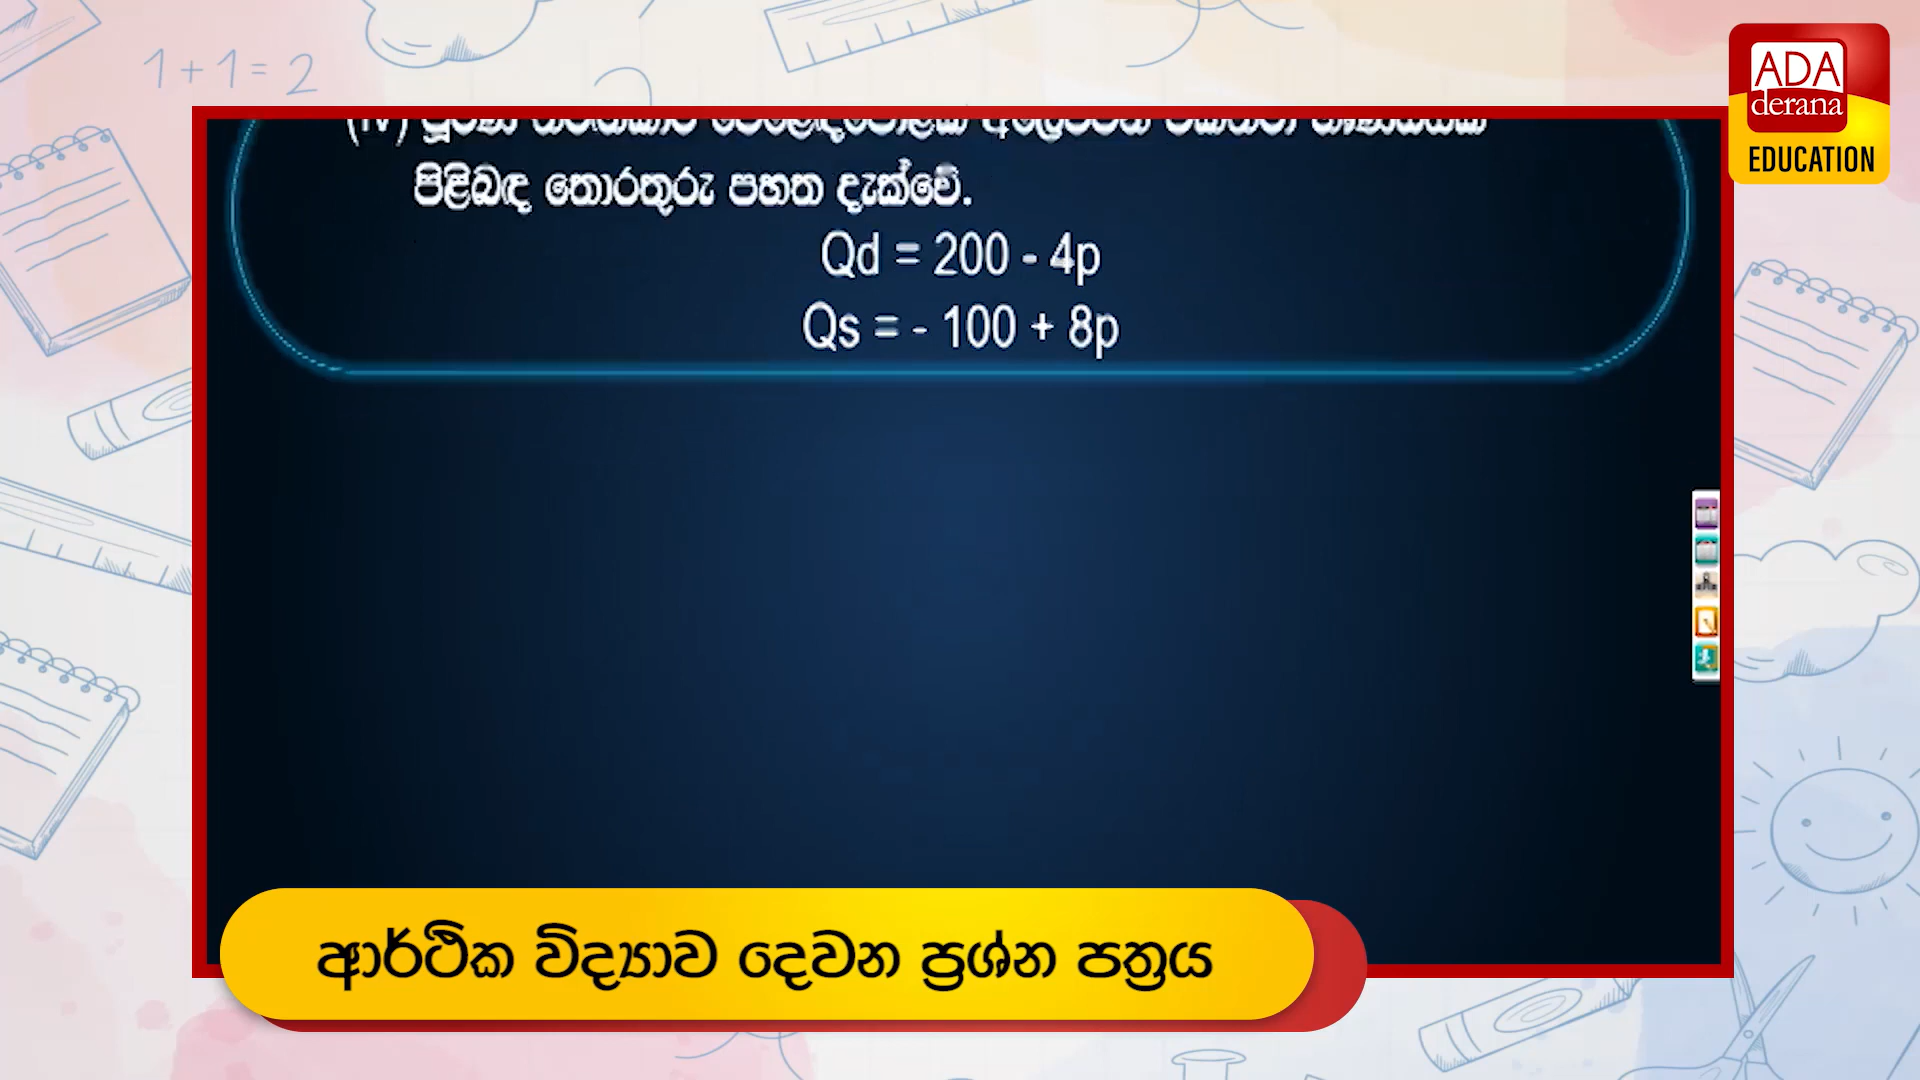 1+1=2
ADA
derana
EDUCATION
(iv)
පිළිබඳ තොරතුරු පහත දැක්වේ.
Qd = 200 - 4p
Qs = - 100 + 8p
ආර්ථික විද්‍යාව දෙවන ප්‍රශ්න පත්‍රය